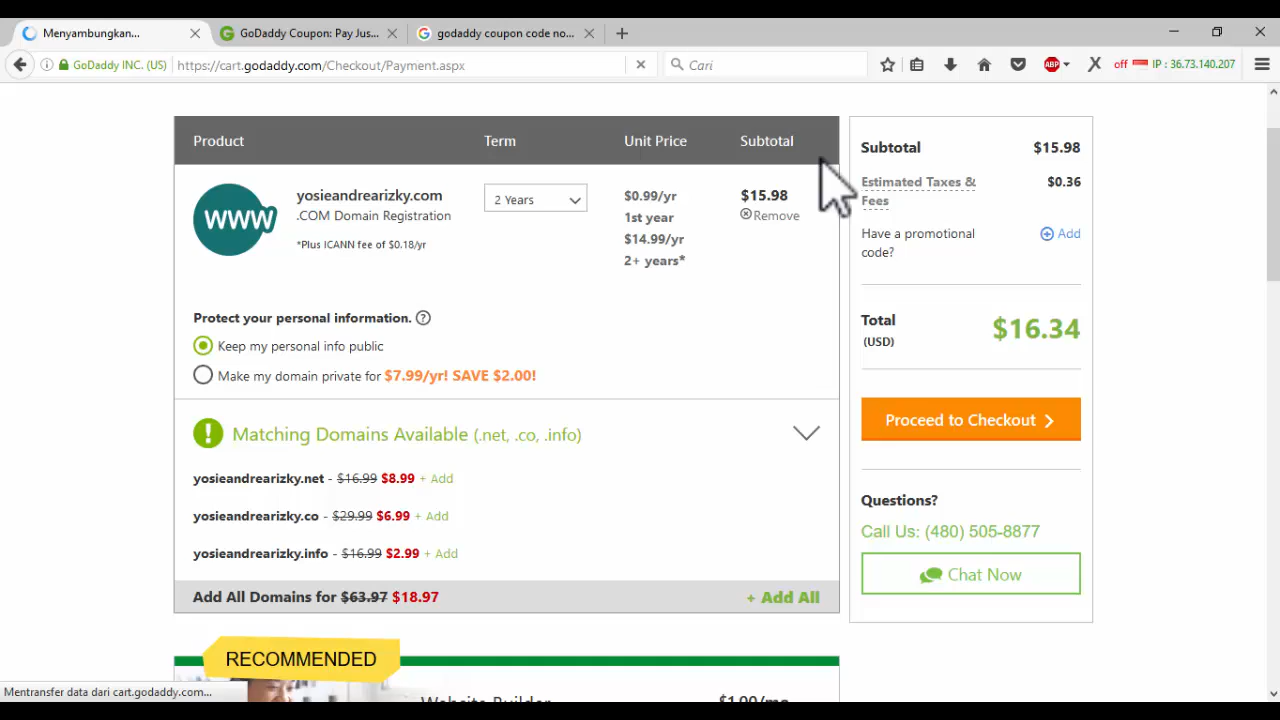 Menyambungkan...
GoDaddy Coupon: Pay Jus...
godaddy coupon code no...
GoDaddy INC. (US)
https://cart.godaddy.com/Checkout/Payment.aspx
Cari
ABP
off
IP : 36.73.140.207
Product
Term
Unit Price
Subtotal
WWW
yosieandrearizky.com
.COM Domain Registration
*Plus ICANN fee of $0.18/yr
2 Years
$0.99/yr
1st year
$14.99/yr
2+ years*
$15.98
Remove
Protect your personal information. ?
Keep my personal info public
Make my domain private for $7.99/yr! SAVE $2.00!
! Matching Domains Available (.net, .co, .info)
yosieandrearizky.net - $16.99 $8.99 + Add
yosieandrearizky.co - $29.99 $6.99 + Add
yosieandrearizky.info - $16.99 $2.99 + Add
Add All Domains for $63.97 $18.97
+ Add All
RECOMMENDED
Website Builder
$1.00/mo
Subtotal
$15.98
Estimated Taxes &
Fees
$0.36
Have a promotional
code?
Add
Total
(USD)
$16.34
Proceed to Checkout
Questions?
Call Us: (480) 505-8877
Chat Now
Mentransfer data dari cart.godaddy.com...